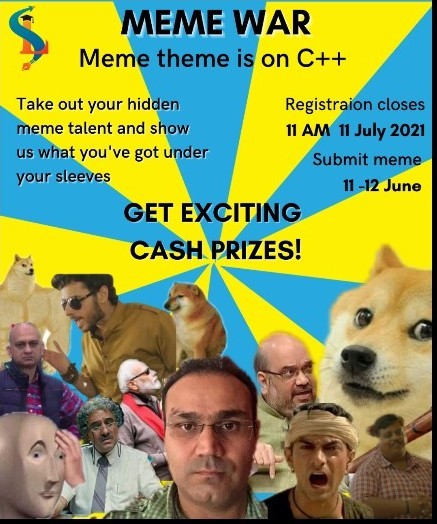 MEME WAR
Meme theme is on C++
Take out your hidden
meme talent and show
us what you've got under
your sleeves
Registraion closes
11 AM 11 July 2021
Submit meme
11 -12 June
GET EXCITING
CASH PRIZES!